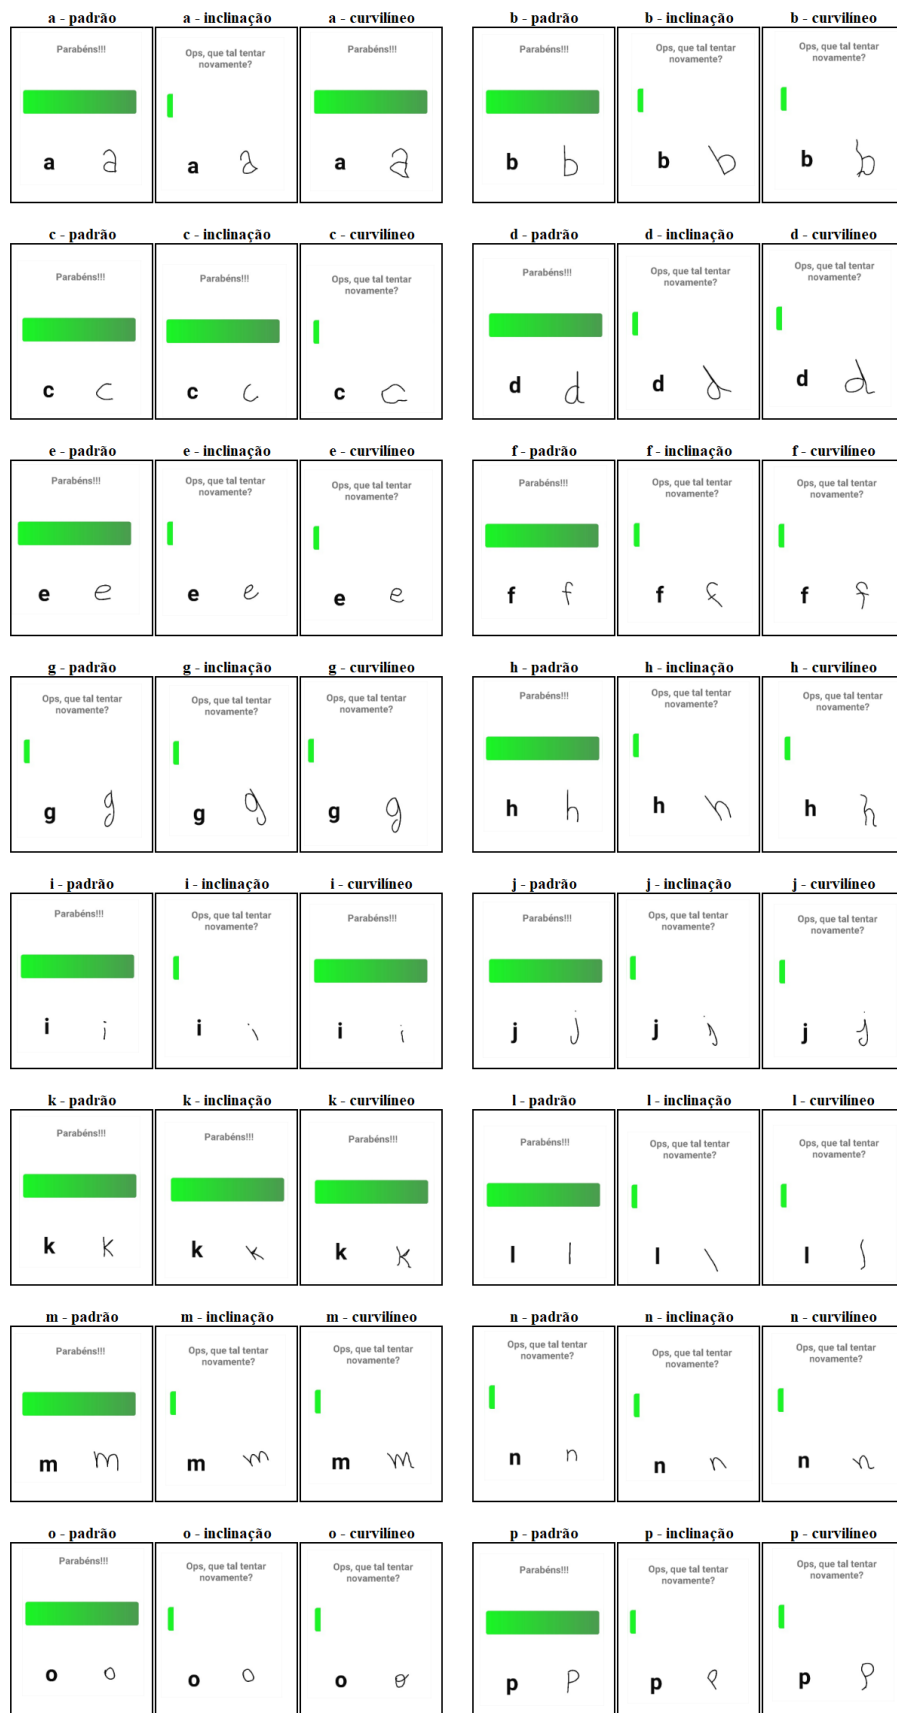 a - padrão
Parabéns!!!
a a
a - inclinação
Ops, que tal tentar
novamente?
a a
a - curvilíneo
Parabéns!!!
a a
b - padrão
Parabéns!!!
b b
b - inclinação
Ops, que tal tentar
novamente?
b b
b - curvilíneo
Ops, que tal tentar
novamente?
b b
c - padrão
Parabéns!!!
c c
c - inclinação
Parabéns!!!
c c
c - curvilíneo
Ops, que tal tentar
novamente?
c c
d - padrão
Parabéns!!!
d d
d - inclinação
Ops, que tal tentar
novamente?
d d
d - curvilíneo
Ops, que tal tentar
novamente?
d d
e - padrão
Parabéns!!!
e e
e - inclinação
Ops, que tal tentar
novamente?
e e
e - curvilíneo
Ops, que tal tentar
novamente?
e e
f - padrão
Parabéns!!!
f f
f - inclinação
Ops, que tal tentar
novamente?
f f
f - curvilíneo
Ops, que tal tentar
novamente?
f f
g - padrão
Ops, que tal tentar
novamente?
g g
g - inclinação
Ops, que tal tentar
novamente?
g g
g - curvilíneo
Ops, que tal tentar
novamente?
g g
h - padrão
Parabéns!!!
h h
h - inclinação
Ops, que tal tentar
novamente?
h h
h - curvilíneo
Ops, que tal tentar
novamente?
h h
i - padrão
Parabéns!!!
i i
i - inclinação
Ops, que tal tentar
novamente?
i i
i - curvilíneo
Parabéns!!!
i i
j - padrão
Parabéns!!!
j j
j - inclinação
Ops, que tal tentar
novamente?
j j
j - curvilíneo
Ops, que tal tentar
novamente?
j j
k - padrão
Parabéns!!!
k k
k - inclinação
Parabéns!!!
k k
k - curvilíneo
Parabéns!!!
k k
l - padrão
Parabéns!!!
l l
l - inclinação
Ops, que tal tentar
novamente?
l l
l - curvilíneo
Ops, que tal tentar
novamente?
l l
m - padrão
Parabéns!!!
m m
m - inclinação
Ops, que tal tentar
novamente?
m m
m - curvilíneo
Ops, que tal tentar
novamente?
m m
n - padrão
Ops, que tal tentar
novamente?
n n
n - inclinação
Ops, que tal tentar
novamente?
n n
n - curvilíneo
Ops, que tal tentar
novamente?
n n
o - padrão
Parabéns!!!
o o
o - inclinação
Ops, que tal tentar
novamente?
o o
o - curvilíneo
Ops, que tal tentar
novamente?
o o
p - padrão
Parabéns!!!
p p
p - inclinação
Ops, que tal tentar
novamente?
p p
p - curvilíneo
Ops, que tal tentar
novamente?
p p